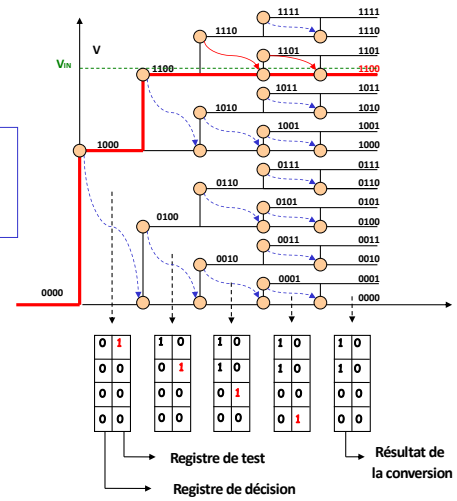 1111 1111
1110 1110
V
1101 1101
VIN
1100 1100
1011 1011
1010 1010
1001 1001
1000 1000
0111 0111
0110 0110
0101 0101
0100 0100
0011 0011
0010 0010
0001 0001
0000 0000
0 1 1 0 1 0 1 0 1 0
0 0 0 1 1 0 1 0 1 0
0 0 0 0 0 1 0 0 0 0
0 0 0 0 0 0 0 1 0 0
Registre de test
Résultat de
la conversion
Registre de décision